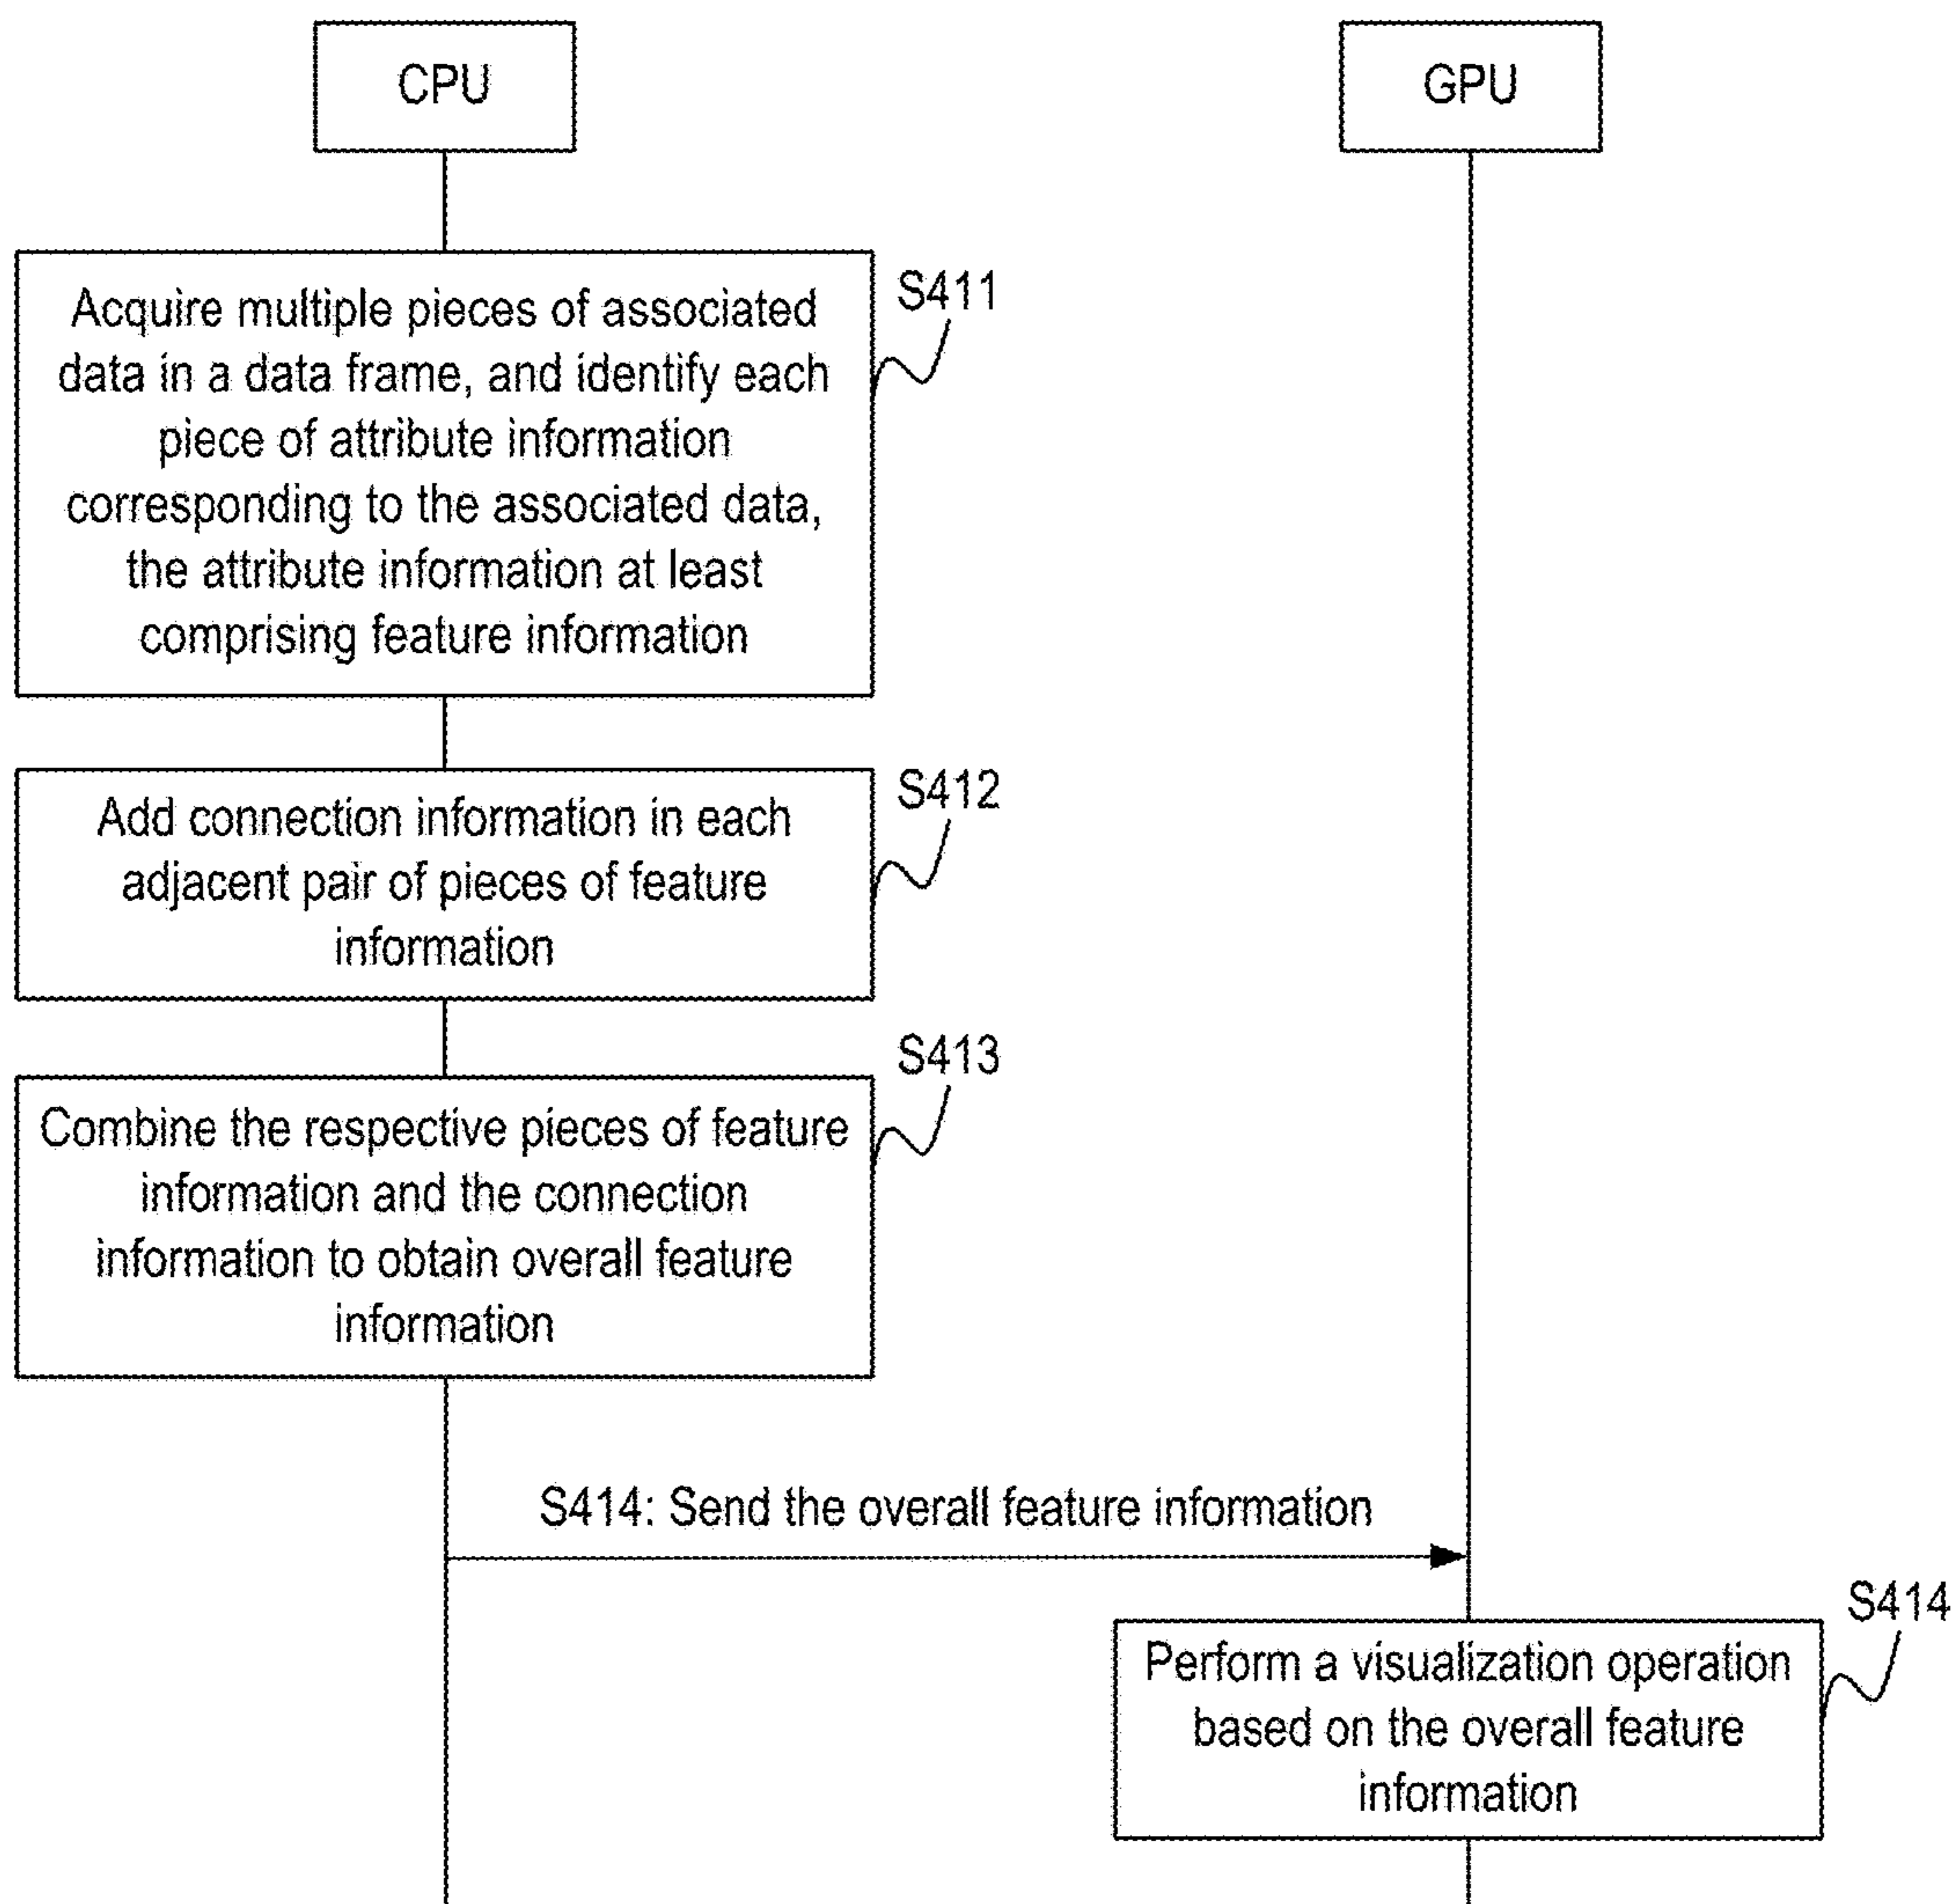 CPU
GPU
S411
Acquire multiple pieces of associated
data in a data frame, and identify each
piece of attribute information
corresponding to the associated data,
the attribute information at least
comprising feature information
S412
Add connection information in each
adjacent pair of pieces of feature
information
S413
Combine the respective pieces of feature
information and the connection
information to obtain overall feature
information
S414: Send the overall feature information
S414
Perform a visualization operation
based on the overall feature
information